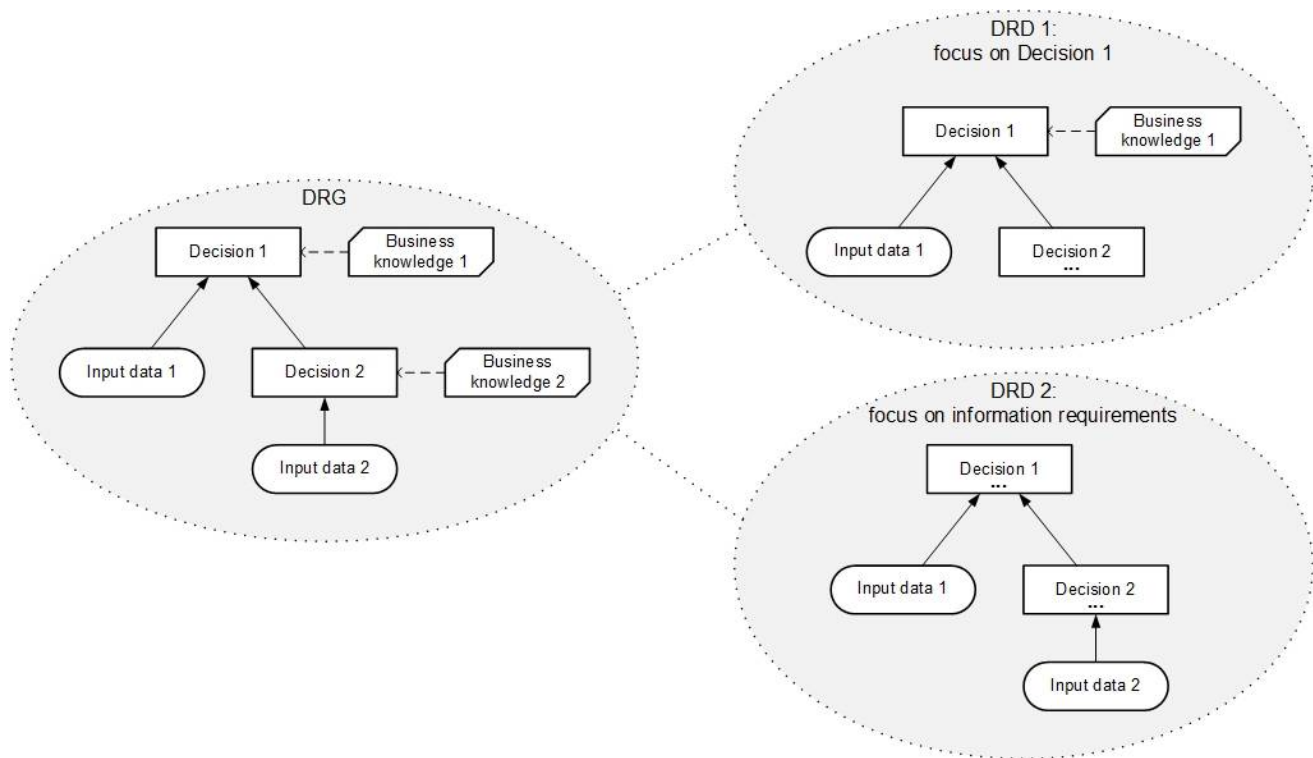 DRG
Decision 1
Business
knowledge 1
Input data 1
Decision 2
Business
knowledge 2
Input data 2
DRD 1:
focus on Decision 1
Decision 1
Business
knowledge 1
Input data 1
Decision 2
...
DRD 2:
focus on information requirements
Decision 1
...
Input data 1
Decision 2
...
Input data 2